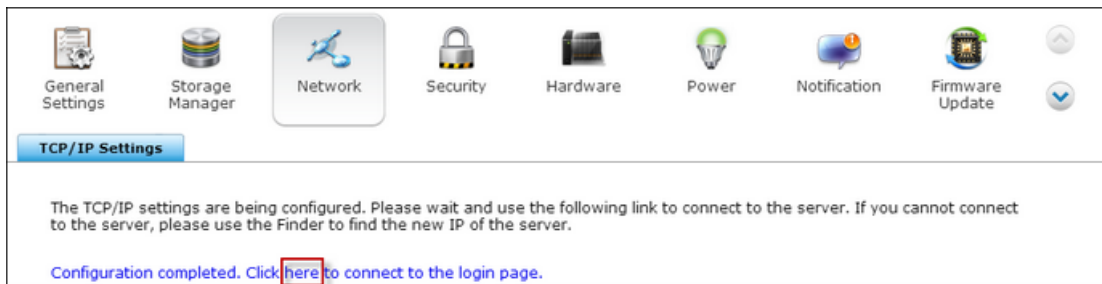 General Settings
Storage Manager
Network
Security
Hardware
Power
Notification
1
Firmware Update
TCP/IP Settings
The TCP/IP settings are being configured. Please wait and use the following link to connect to the server. If you cannot connect
to the server, please use the Finder to find the new IP of the server.
Configuration completed. Click here to connect to the login page.